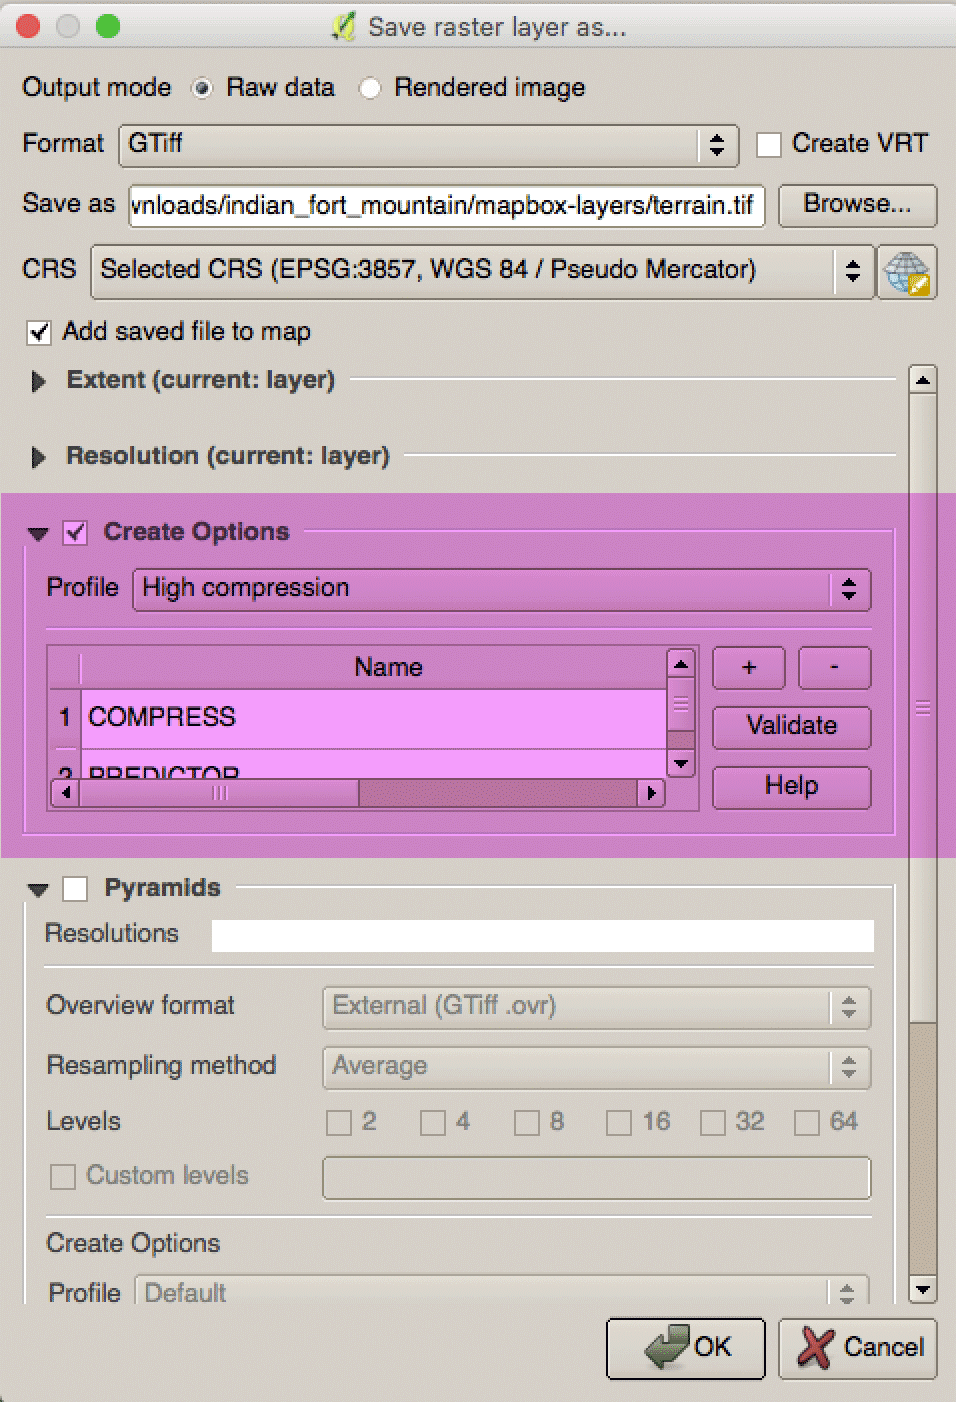 Save raster layer as...
Output mode Raw data Rendered image
Format GTiff Create VRT
Save as wnloads/indian_fort_mountain/mapbox-layers/terrain.tif Browse...
CRS Selected CRS (EPSG:3857, WGS 84 / Pseudo Mercator)
Add saved file to map
Extent (current: layer)
Resolution (current: layer)
Create Options
Profile High compression
Name + -
1 COMPRESS Validate
2 PREDICTOR Help
Pyramids
Resolutions
Overview format External (GTiff .ovr)
Resampling method Average
Levels 2 4 8 16 32 64
Custom levels
Create Options
Profile Default
OK Cancel